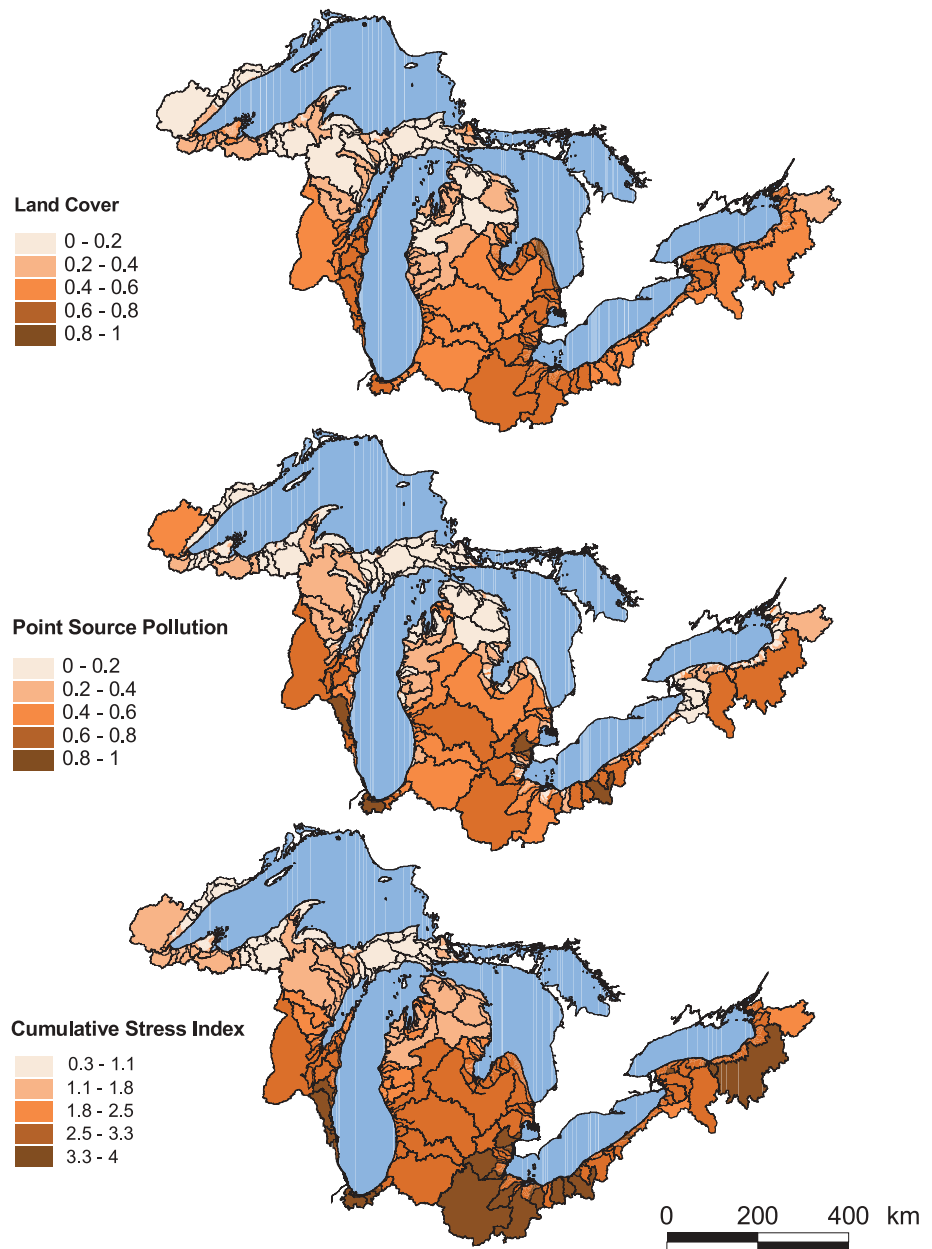 Land Cover
0 - 0.2
0.2 - 0.4
0.4 - 0.6
0.6 - 0.8
0.8 - 1
Point Source Pollution
0 - 0.2
0.2 - 0.4
0.4 - 0.6
0.6 - 0.8
0.8 - 1
Cumulative Stress Index
0.3 - 1.1
1.1 - 1.8
1.8 - 2.5
2.5 - 3.3
3.3 - 4
0 200 400 km